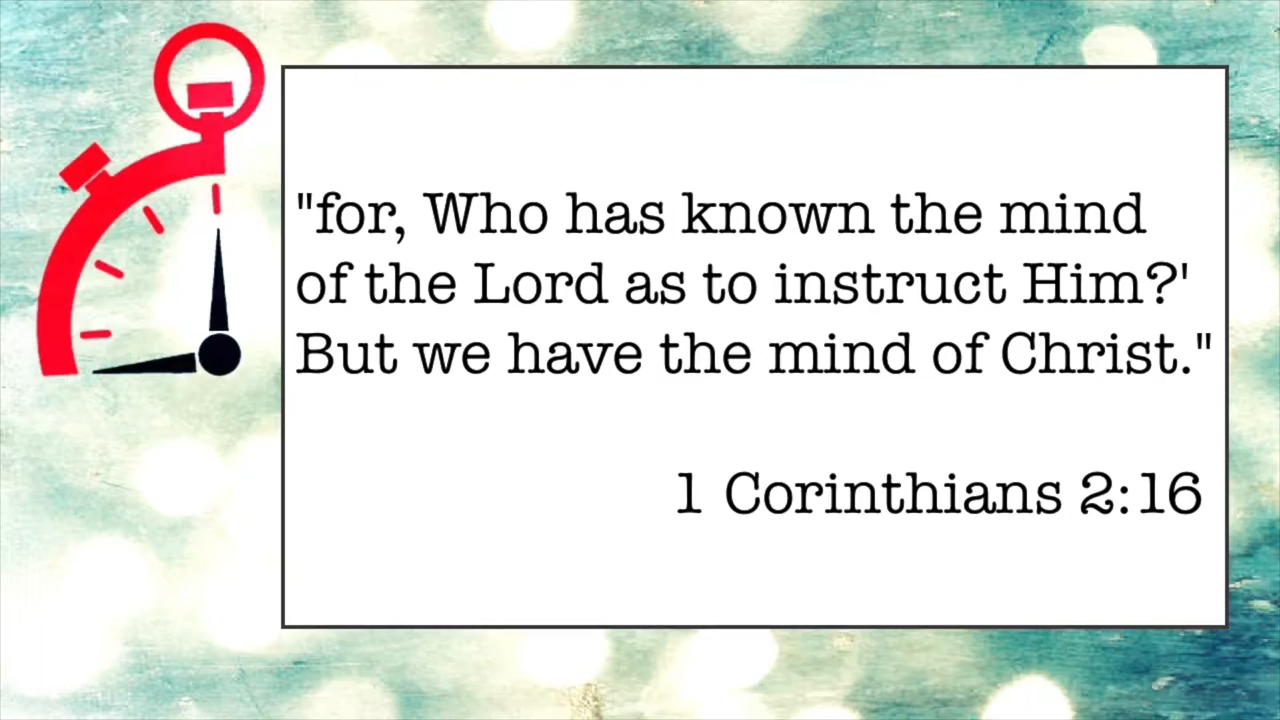 "for, Who has known the mind
of the Lord as to instruct Him?'
But we have the mind of Christ."
1 Corinthians 2:16